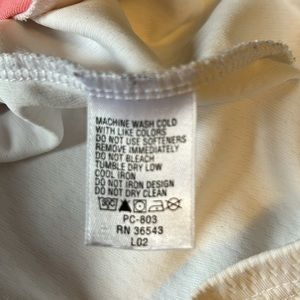 MACHINE WASH COLD
WITH LIKE COLORS
DO NOT USE SOFTENERS
REMOVE IMMEDIATELY
DO NOT BLEACH
TUMBLE DRY LOW
COOL IRON
DO NOT IRON DESIGN
DO NOT DRY CLEAN
PC-803
RN 36543
L02